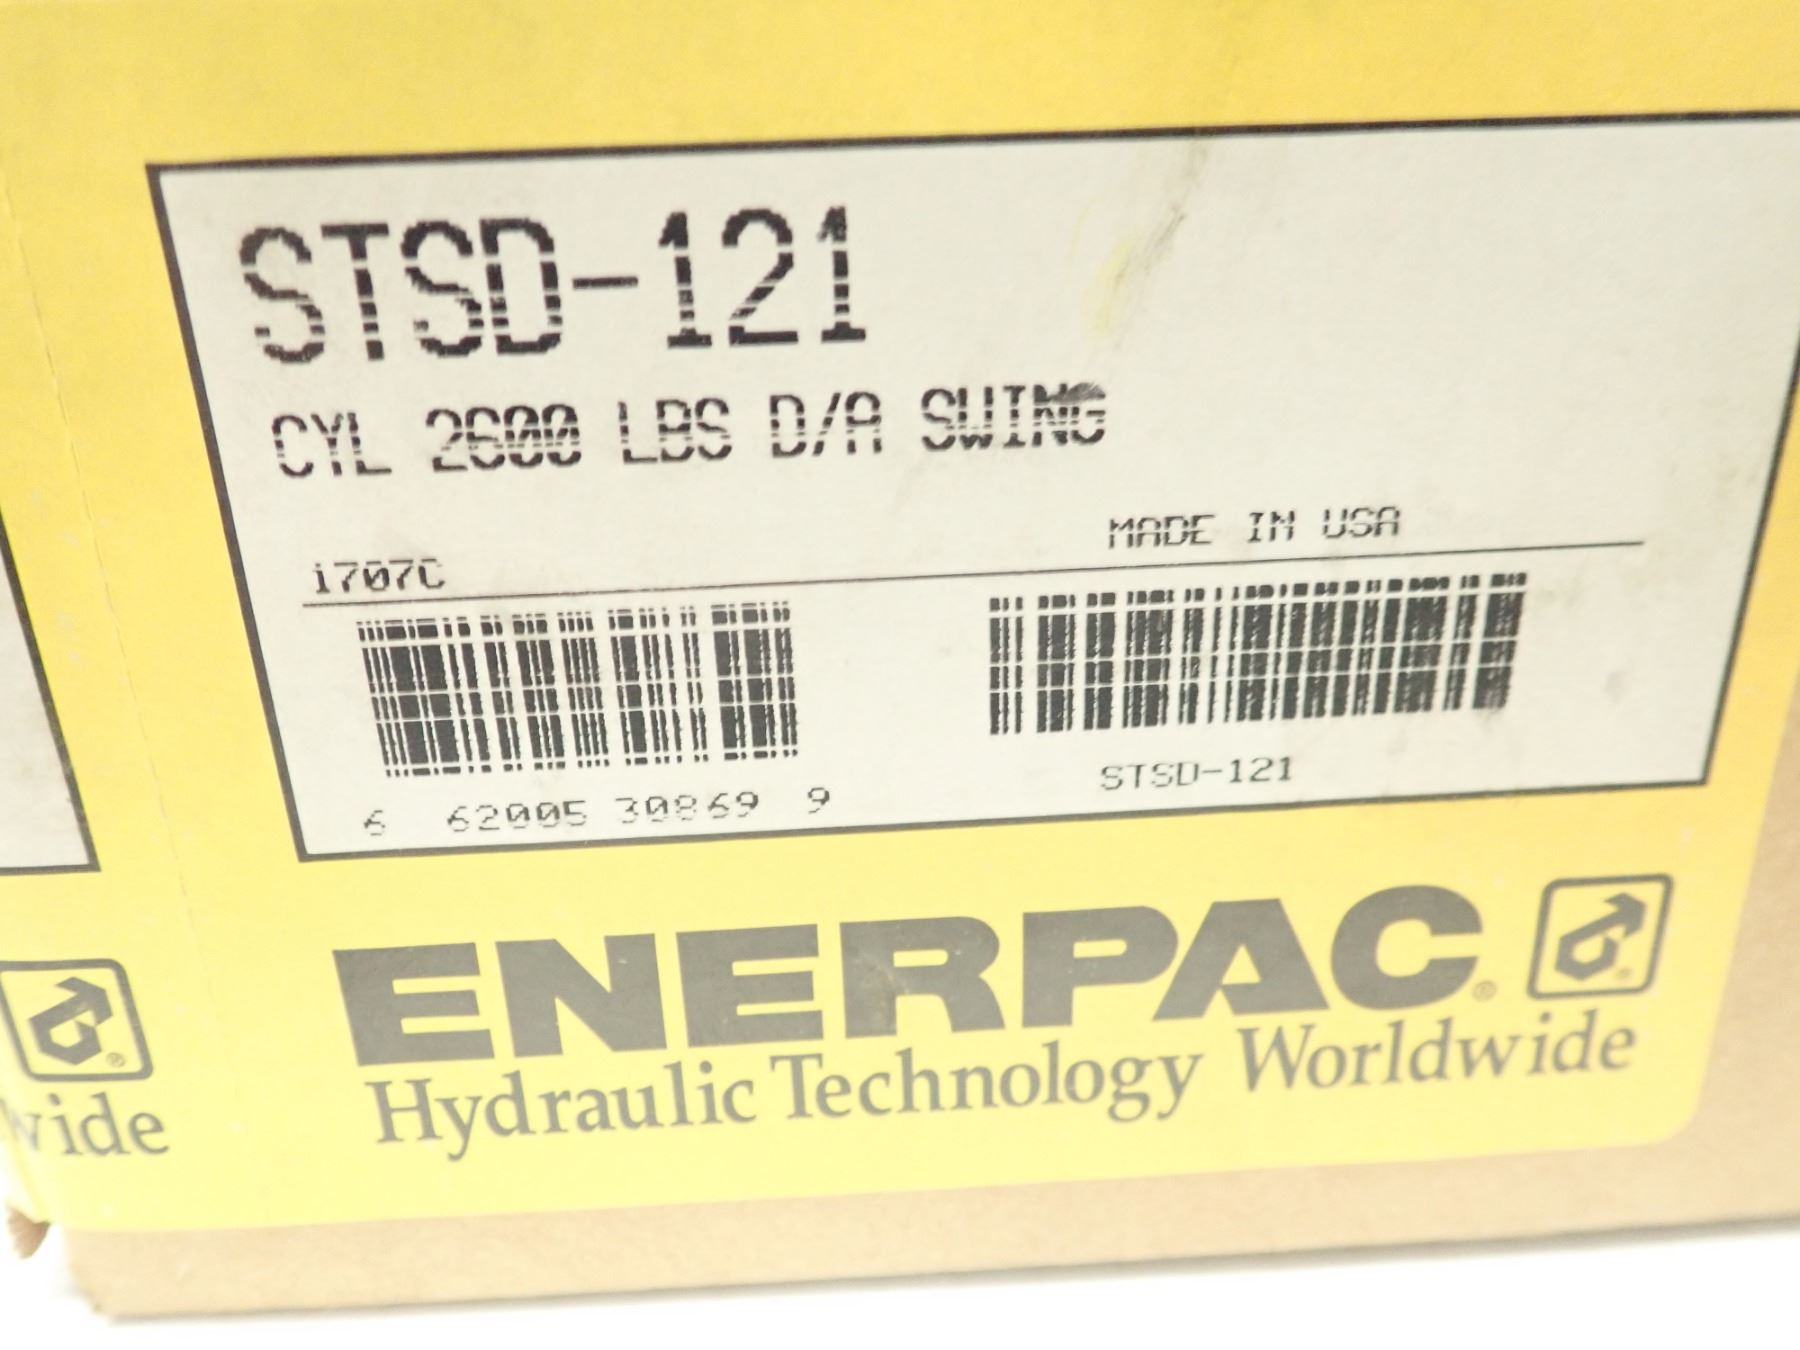 STSD-121
CYL 2600 LBS D/A SWING
MADE IN USA
i707C
6 62005 30869 9
STSD-121
ENERPAC®
Hydraulic Technology Worldwide
wide